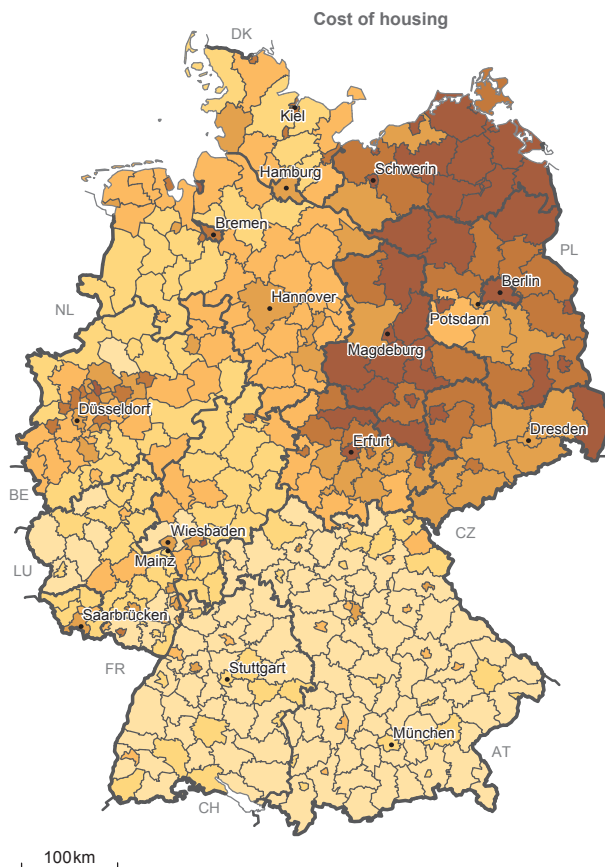 Cost of housing
DK
Kiel
Hamburg
Schwerin
Bremen
PL
Berlin
NL
Hannover
Potsdam
Magdeburg
Düsseldorf
Dresden
Erfurt
BE
CZ
Wiesbaden
LU
Mainz
Saarbrücken
FR
Stuttgart
München
AT
CH
100km